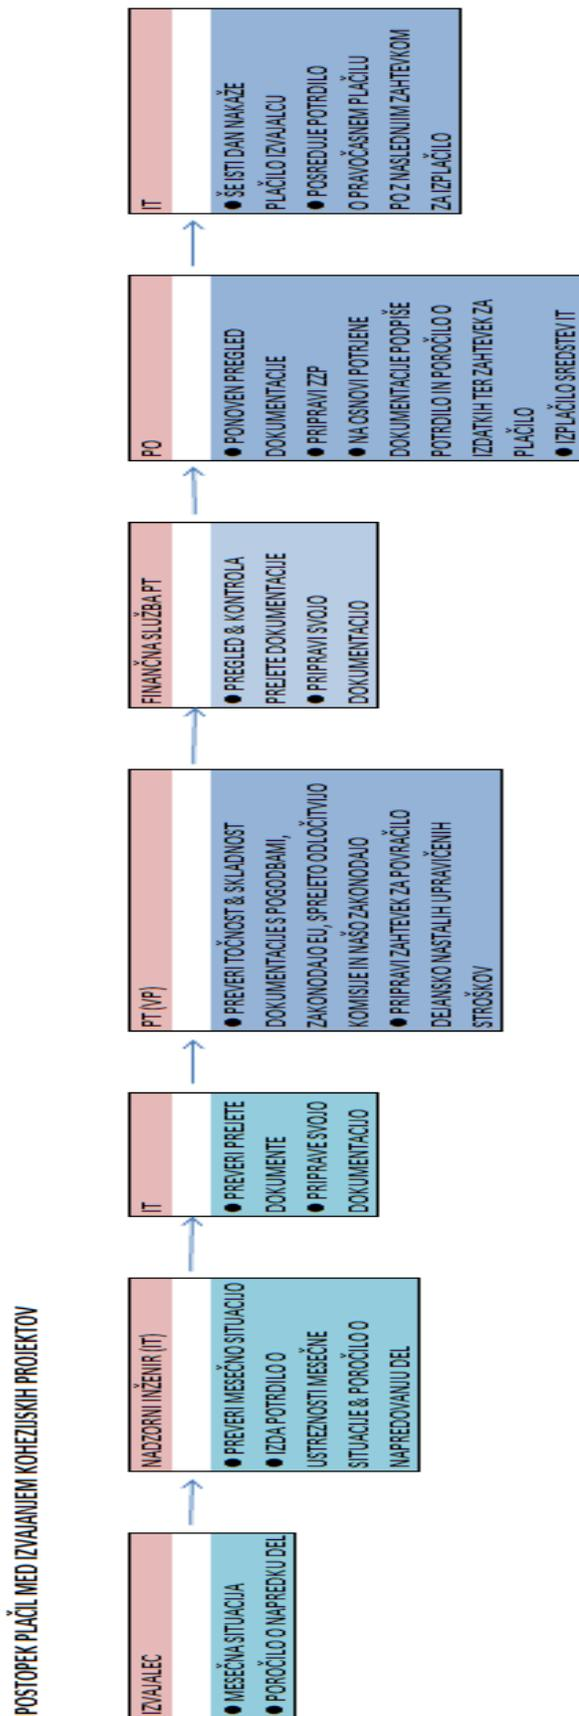 POSTOPEK PLAČIL MED IZVAJANJEM KOHEZIJSKIH PROJEKTOV
IZVAJALEC
● MESEČNA SITUACIJA
● POROČILO O NAPREDKU DEL
NADZORNI INŽENIR (IT)
● PREVERI MESEČNO SITUACIJO
● IZDA POTRDILO O
USTREZNOSTI MESEČNE
SITUACIJE & POROČILO O
NAPREDOVANJU DEL
IT
● PREVERI PREJETE
DOKUMENTE
● PRIPRAVE SVOJO
DOKUMENTACIJO
PT (VP)
● PREVERI TOČNOST & SKLADNOST
DOKUMENTACIJE S POGODBAMI,
ZAKONODAJO EU, SPREJETO ODLOČITVIJO
KOMISIJE IN NAŠO ZAKONODAJO
● PRIPRAVI ZAHTEVEK ZA POVRAČILO
DEJANSKO NASTALIH UPRAVIČENIH
STROŠKOV
FINANČNA SLUŽBA PT
● PREGLED & KONTROLA
PREJETE DOKUMENTACIJE
● PRIPRAVI SVOJO
DOKUMENTACIJO
PO
● PONOVEN PREGLED
DOKUMENTACIJE
● PRIPRAVI ZZP
● NA OSNOVI POTRJENE
DOKUMENTACIJE PODPIŠE
POTRDILO IN POROČILO O
IZDATKIH TER ZAHTEVEK ZA
PLAČILO
● IZPLAČILO SREDSTEV IT
IT
● ŠE ISTI DAN NAKAŽE
PLAČILO IZVAJALCU
● POSREDUJE POTRDILO
O PRAVOČASNEM PLAČILU
PO Z NASLEDNJIM ZAHTEVKOM
ZA IZPLAČILO